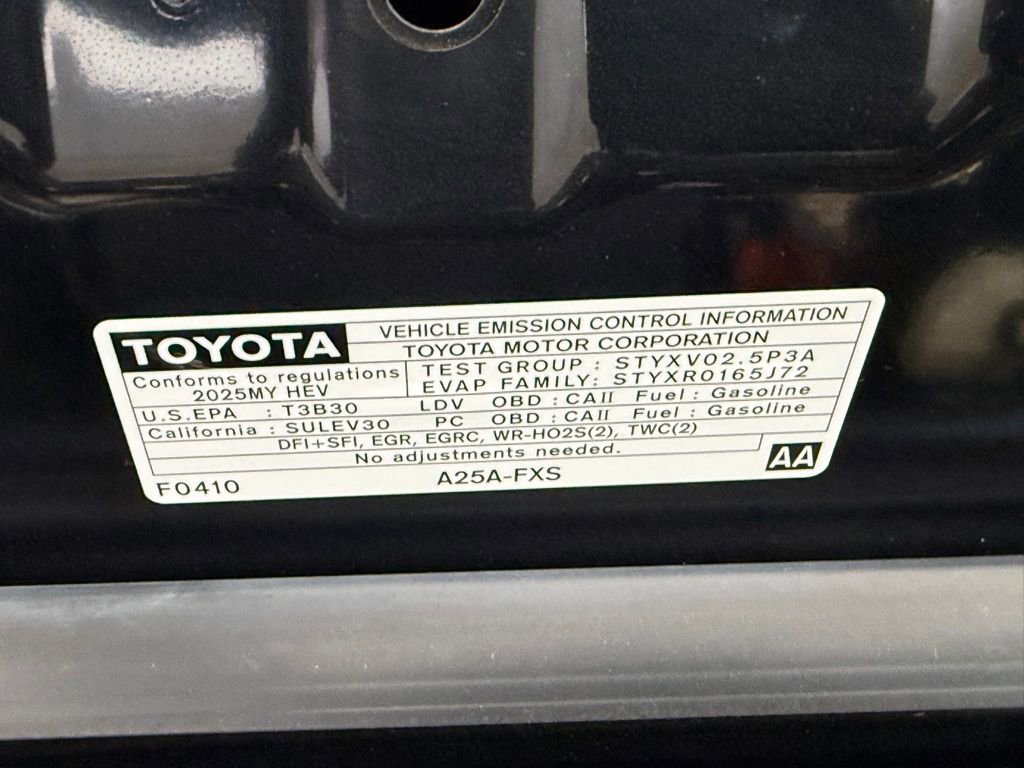 TOYOTA
VEHICLE EMISSION CONTROL INFORMATION
TOYOTA MOTOR CORPORATION
Conforms to regulations
2025MY HEV
TEST GROUP : STYXV02.5P3A
EVAP FAMILY: STYXR0165J72
U.S.EPA : T3B30 LDV OBD : CAII Fuel : Gasoline
California : SULEV30 PC OBD : CAII Fuel : Gasoline
DFI+SFI, EGR, EGRC, WR-HO2S(2), TWC(2)
No adjustments needed.
F0410 A25A-FXS AA